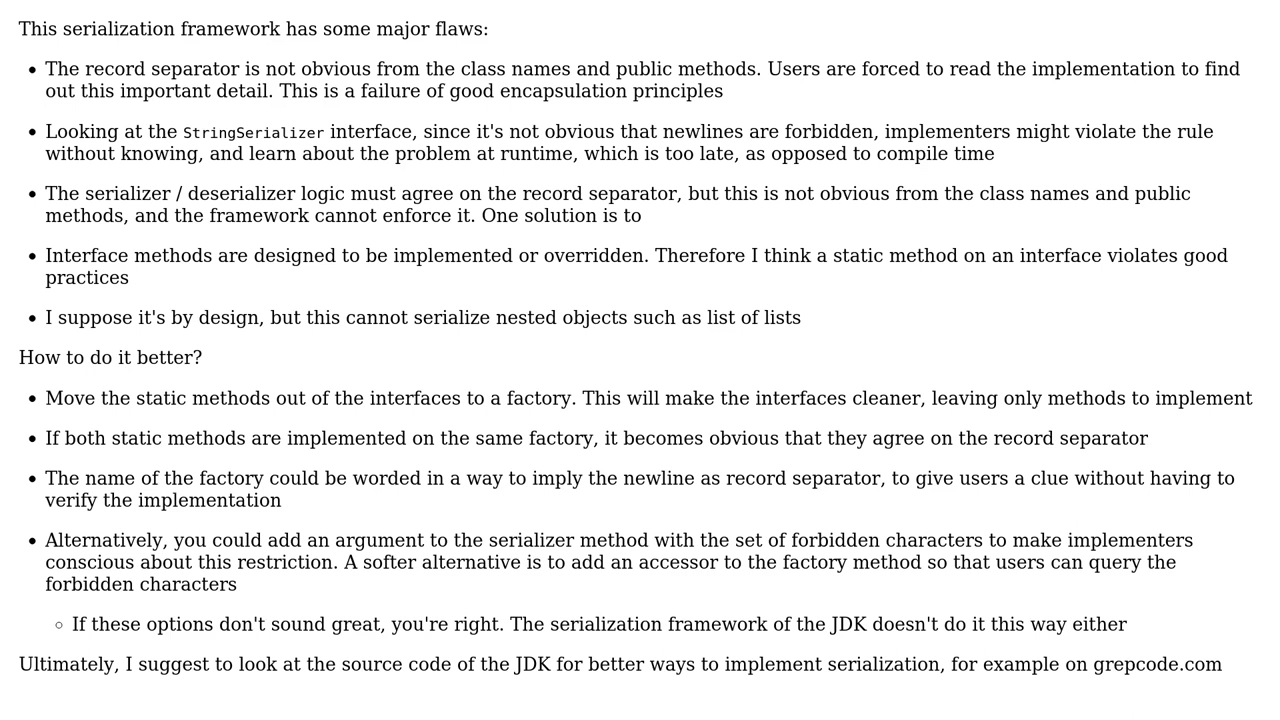 This serialization framework has some major flaws:
The record separator is not obvious from the class names and public methods. Users are forced to read the implementation to find
out this important detail. This is a failure of good encapsulation principles
Looking at the StringSerializer interface, since it's not obvious that newlines are forbidden, implementers might violate the rule
without knowing, and learn about the problem at runtime, which is too late, as opposed to compile time
The serializer / deserializer logic must agree on the record separator, but this is not obvious from the class names and public
methods, and the framework cannot enforce it. One solution is to
Interface methods are designed to be implemented or overridden. Therefore I think a static method on an interface violates good
practices
I suppose it's by design, but this cannot serialize nested objects such as list of lists
How to do it better?
Move the static methods out of the interfaces to a factory. This will make the interfaces cleaner, leaving only methods to implement
If both static methods are implemented on the same factory, it becomes obvious that they agree on the record separator
The name of the factory could be worded in a way to imply the newline as record separator, to give users a clue without having to
verify the implementation
Alternatively, you could add an argument to the serializer method with the set of forbidden characters to make implementers
conscious about this restriction. A softer alternative is to add an accessor to the factory method so that users can query the
forbidden characters
If these options don't sound great, you're right. The serialization framework of the JDK doesn't do it this way either
Ultimately, I suggest to look at the source code of the JDK for better ways to implement serialization, for example on grepcode.com